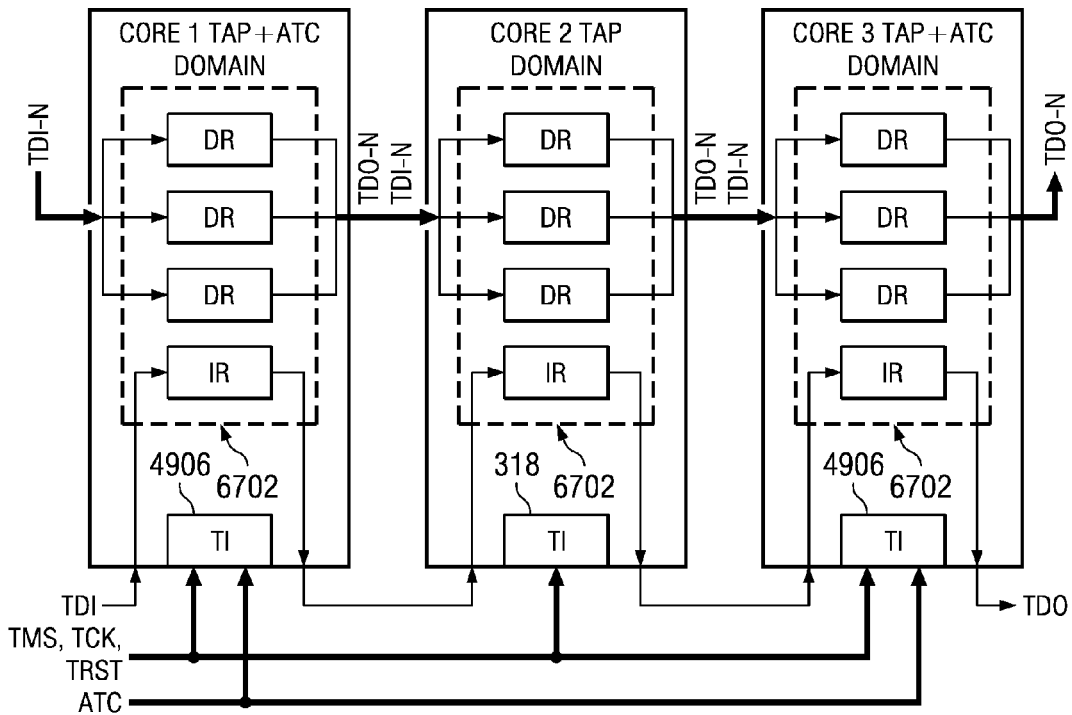 CORE 1 TAP+ATC
DOMAIN
CORE 2 TAP
DOMAIN
CORE 3 TAP+ATC
DOMAIN
TDI-N
DR
DR
DR
IR
TDO-N
TDI-N
DR
DR
DR
IR
TDO-N
TDI-N
DR
DR
DR
IR
TDO-N
4906
6702
TI
318
6702
TI
4906
6702
TI
TDI
TDO
TMS, TCK,
TRST
ATC